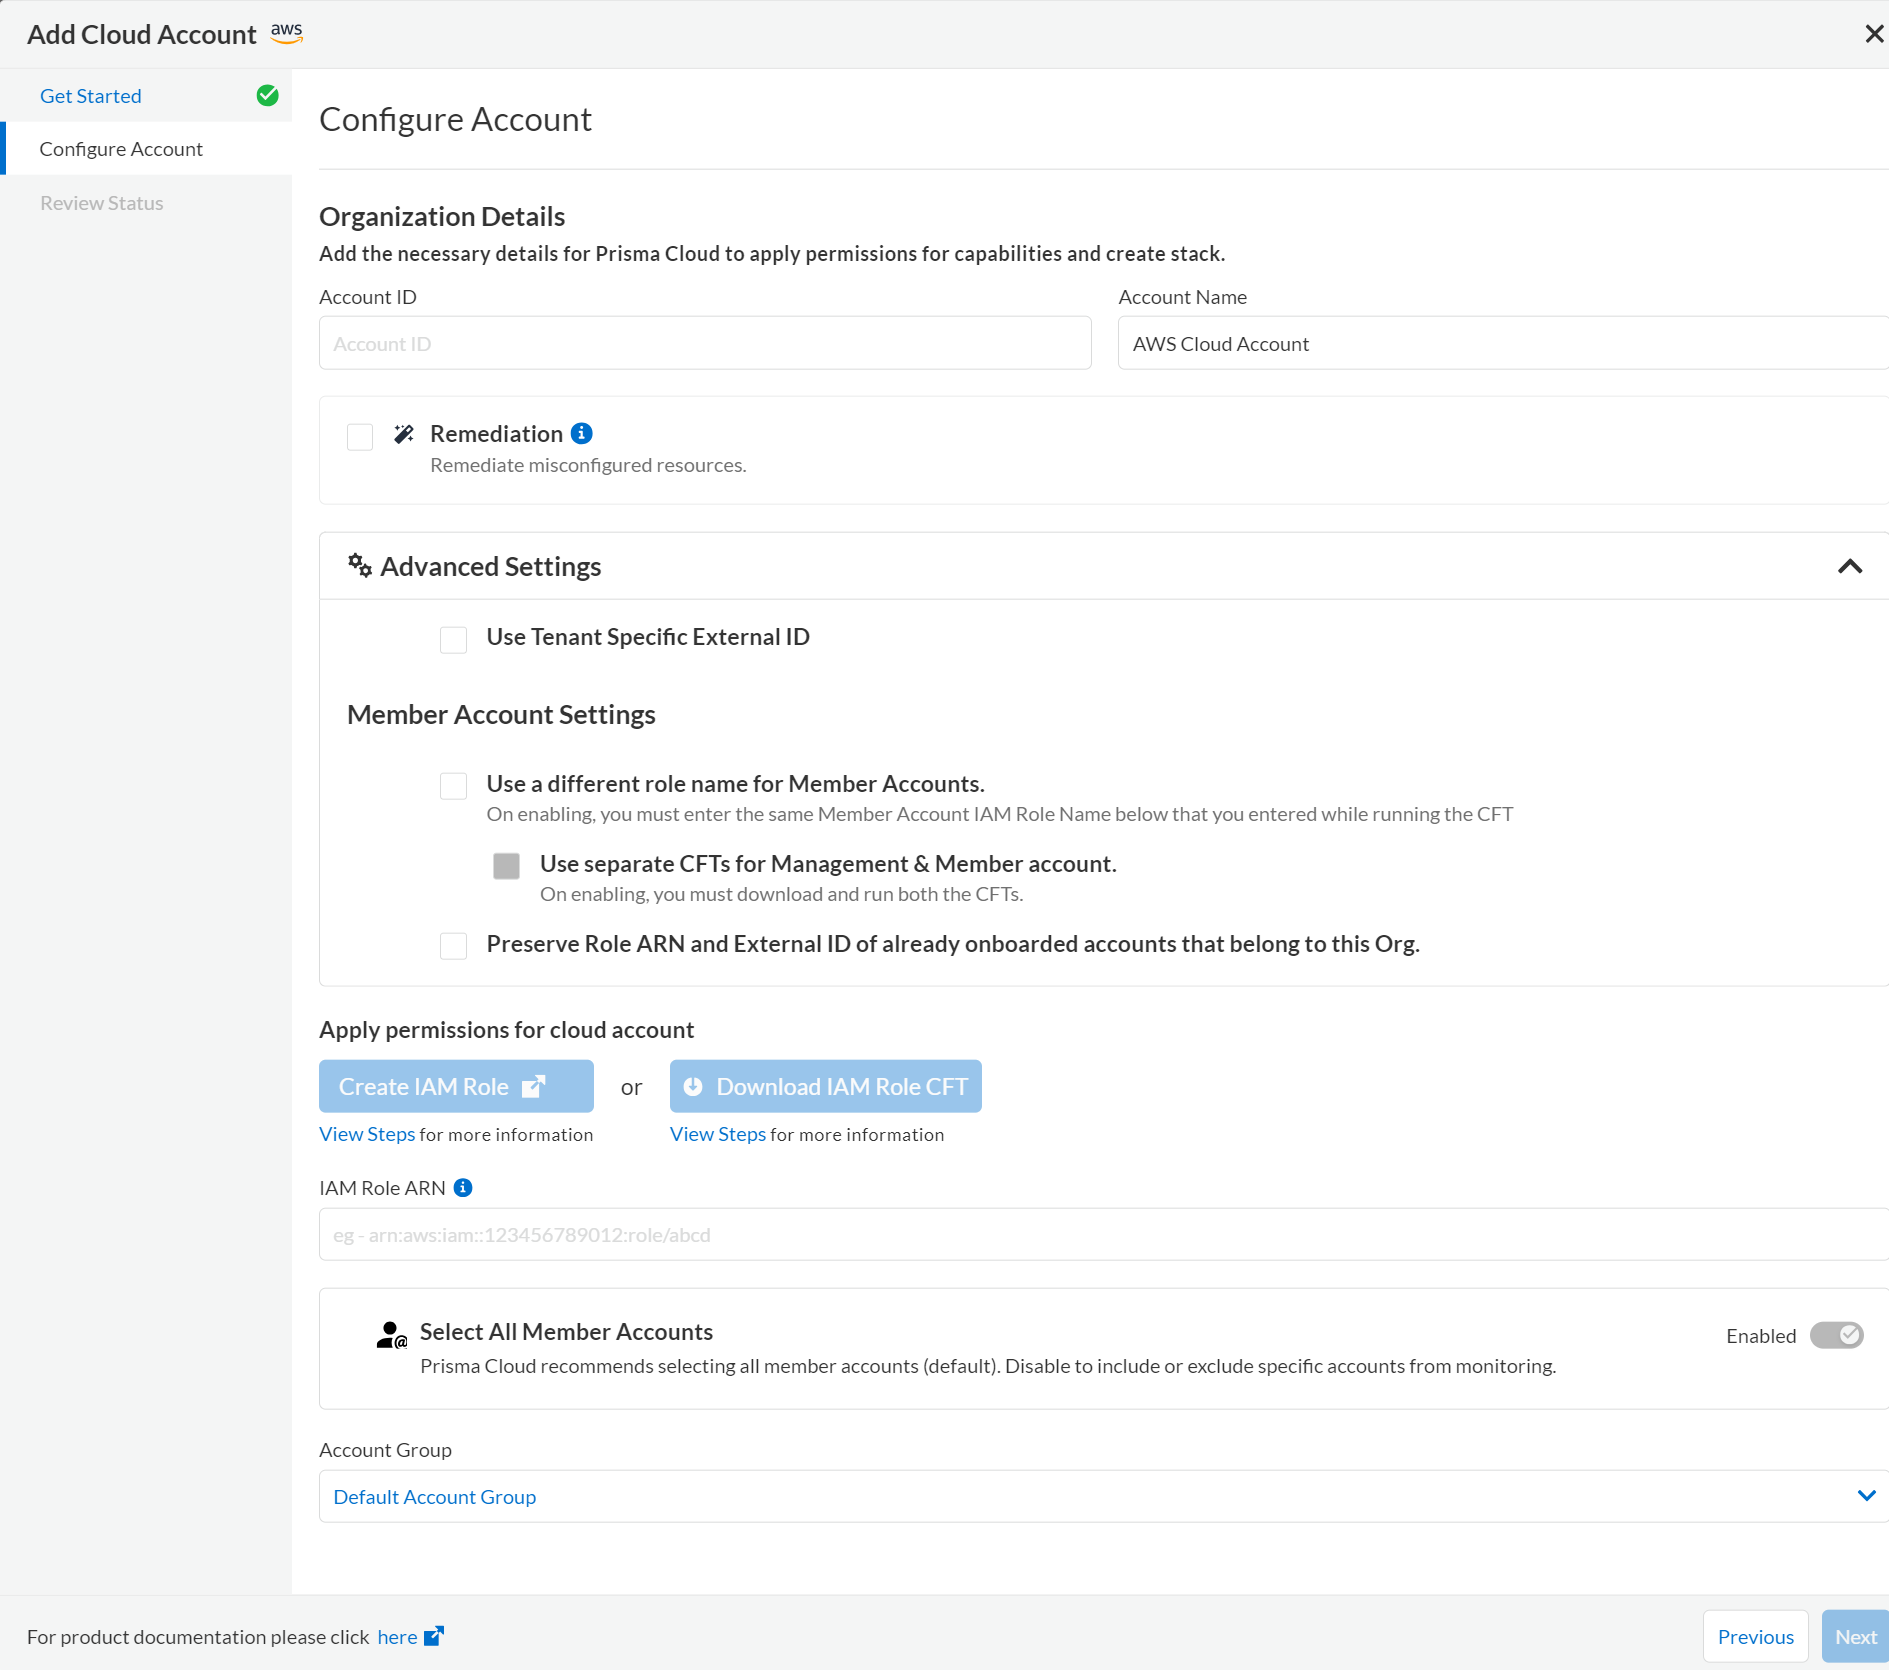 Add Cloud Account aws
Get Started
Configure Account
Review Status
Configure Account
Organization Details
Add the necessary details for Prisma Cloud to apply permissions for capabilities and create stack.
Account ID
Account Name
Account ID
AWS Cloud Account
Remediation
Remediate misconfigured resources.
Advanced Settings
Use Tenant Specific External ID
Member Account Settings
Use a different role name for Member Accounts.
On enabling, you must enter the same Member Account IAM Role Name below that you entered while running the CFT
Use separate CFTs for Management & Member account.
On enabling, you must download and run both the CFTs.
Preserve Role ARN and External ID of already onboarded accounts that belong to this Org.
Apply permissions for cloud account
Create IAM Role or Download IAM Role CFT
View Steps for more information
View Steps for more information
IAM Role ARN
eg - arn:aws:iam::123456789012:role/abcd
Select All Member Accounts
Enabled
Prisma Cloud recommends selecting all member accounts (default). Disable to include or exclude specific accounts from monitoring.
Account Group
Default Account Group
For product documentation please click here
Previous
Next